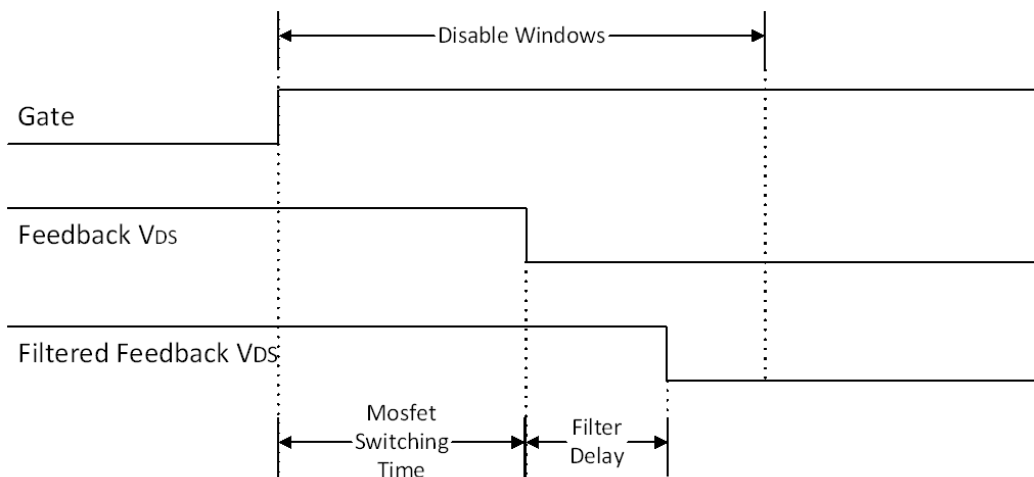 Disable Windows
Gate
Feedback VDS
Filtered Feedback VDS
Mosfet
Switching
Time
Filter
Delay